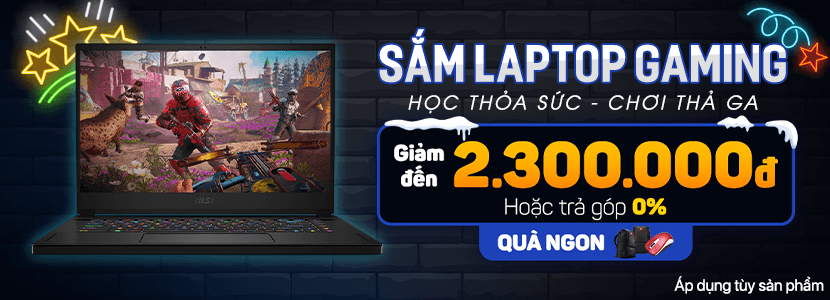 SẮM LAPTOP GAMING
HỌC THỎA SỨC - CHƠI THẢ GA
Giảm đến 2.300.000đ
Hoặc trả góp 0%
QUÀ NGON
Áp dụng tùy sản phẩm